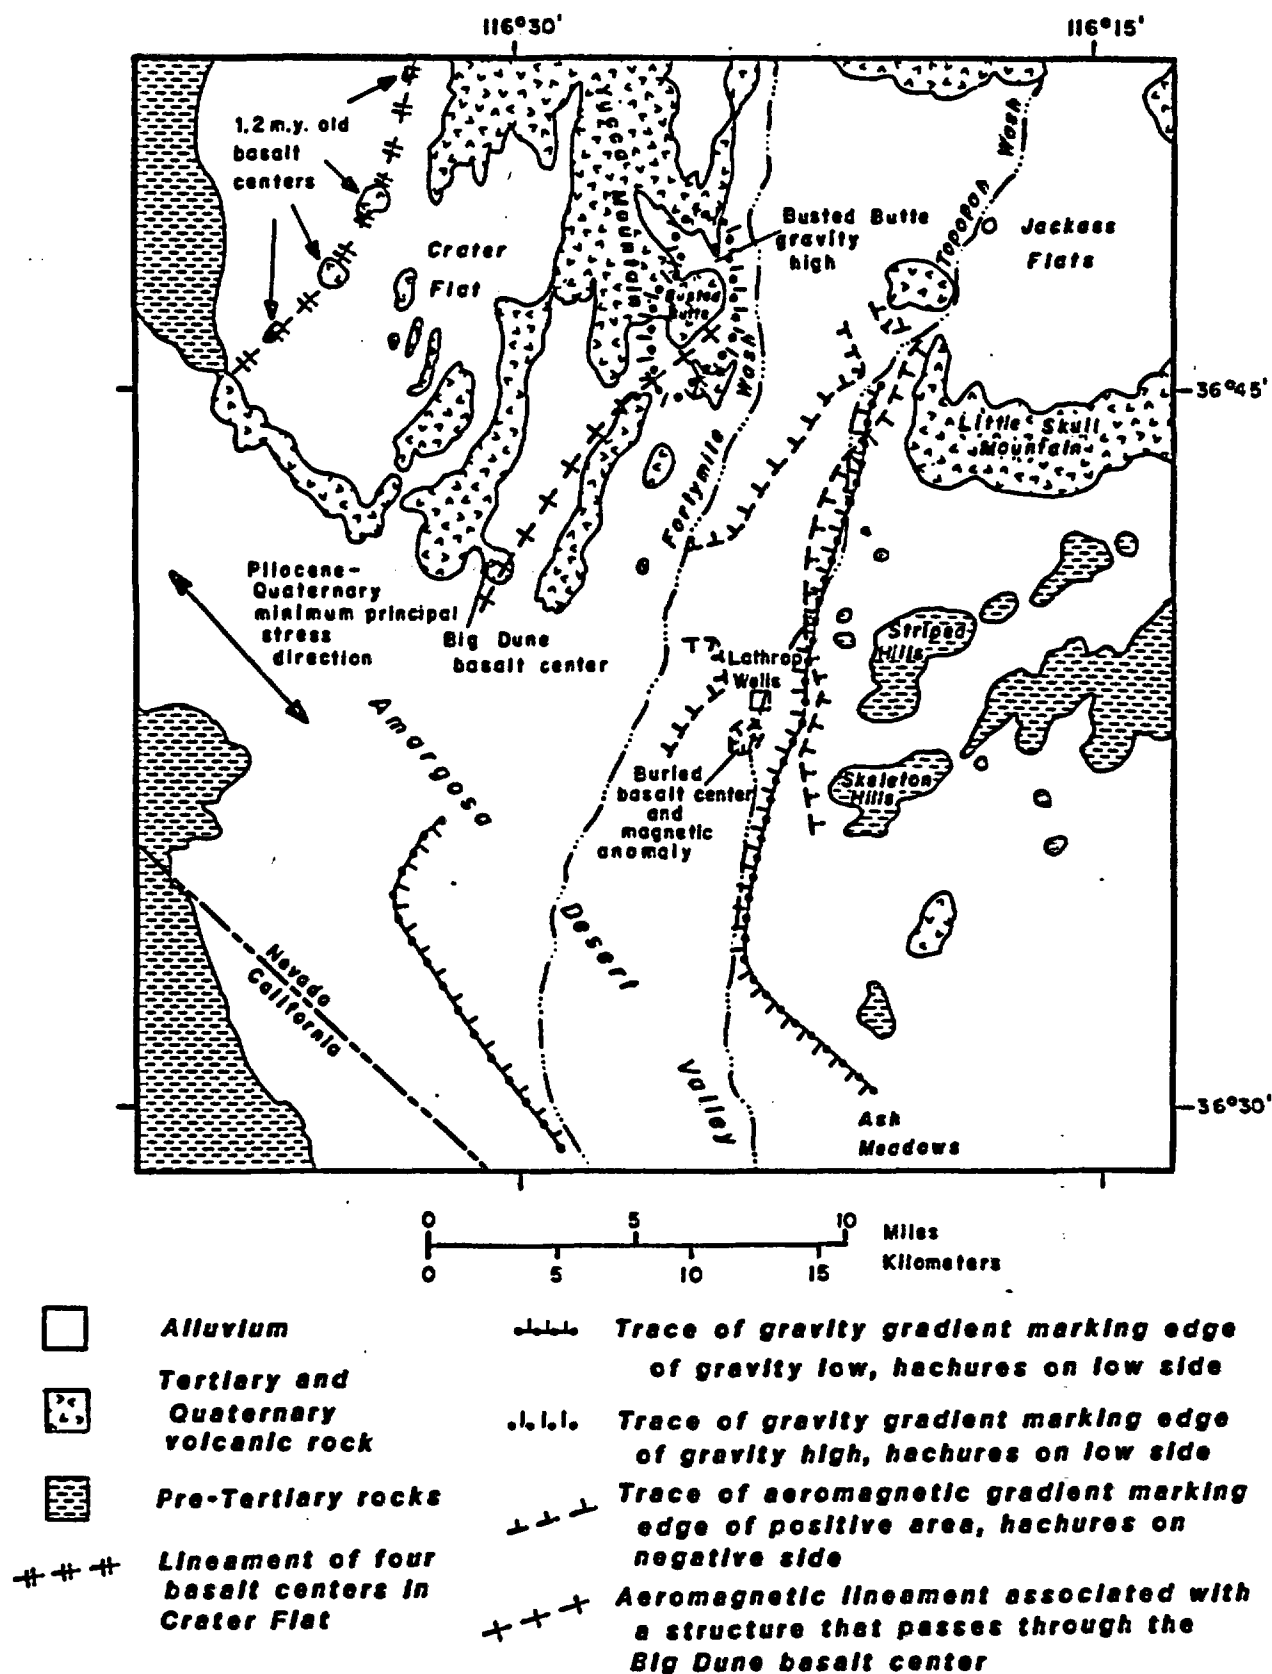 116°30'
116°15'
1.2 m.y. old
basalt
centers
Yucca Mountain
Crater
Flat
Busted Butte
gravity
high
Busted
Butte
Topopah Wash
Jackass
Flats
36°45'
Little Skull
Mountain
Fortymile Wash
Pliocene-
Quaternary
minimum principal
stress
direction
Big Dune
basalt center
Lathrop
Wells
Striped
Hills
Amargosa
Buried
basalt center
and
magnetic
anomaly
Skeleton
Hills
Desert
Nevada
California
Valley
Ash
Meadows
36°30'
0 5 10 Miles
0 5 10 15 Kilometers
Alluvium
Tertiary and
Quaternary
volcanic rock
Pre-Tertiary rocks
Lineament of four
basalt centers in
Crater Flat
Trace of gravity gradient marking edge
of gravity low, hachures on low side
Trace of gravity gradient marking edge
of gravity high, hachures on low side
Trace of aeromagnetic gradient marking
edge of positive area, hachures on
negative side
Aeromagnetic lineament associated with
a structure that passes through the
Big Dune basalt center